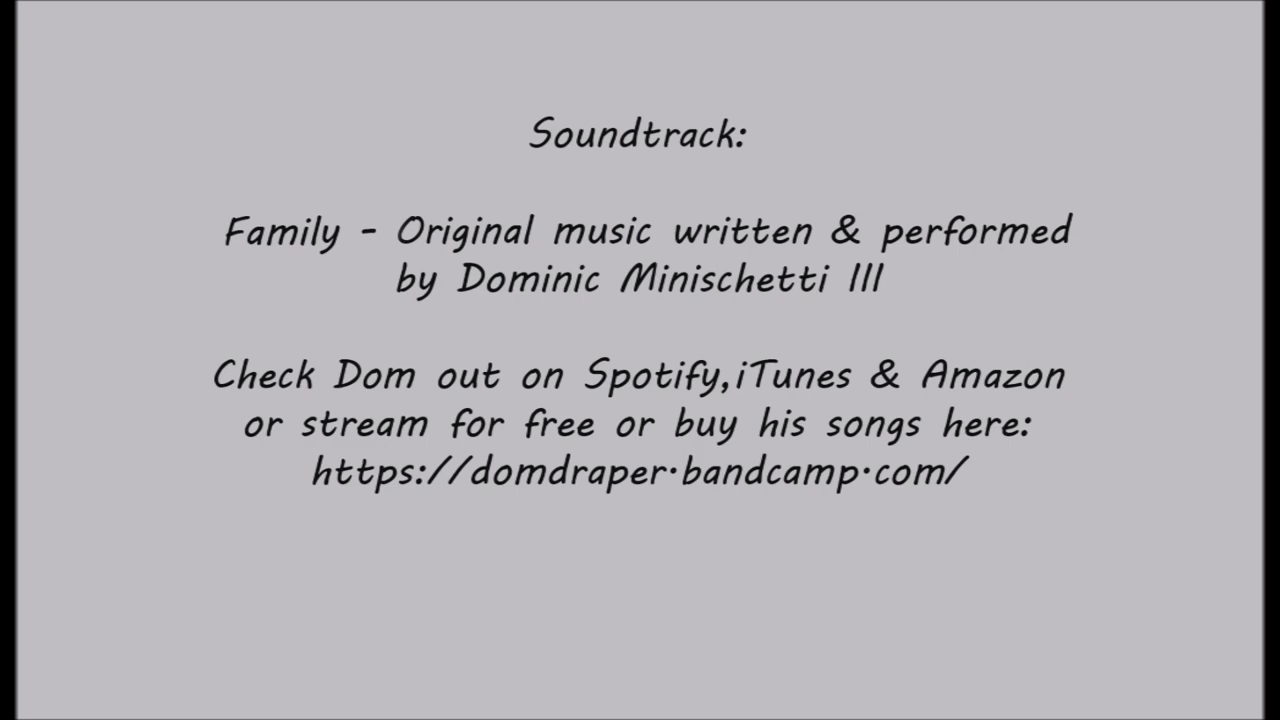 Soundtrack:
Family - Original music written & performed
by Dominic Minischetti III
Check Dom out on Spotify,iTunes & Amazon
or stream for free or buy his songs here:
https://domdraper.bandcamp.com/